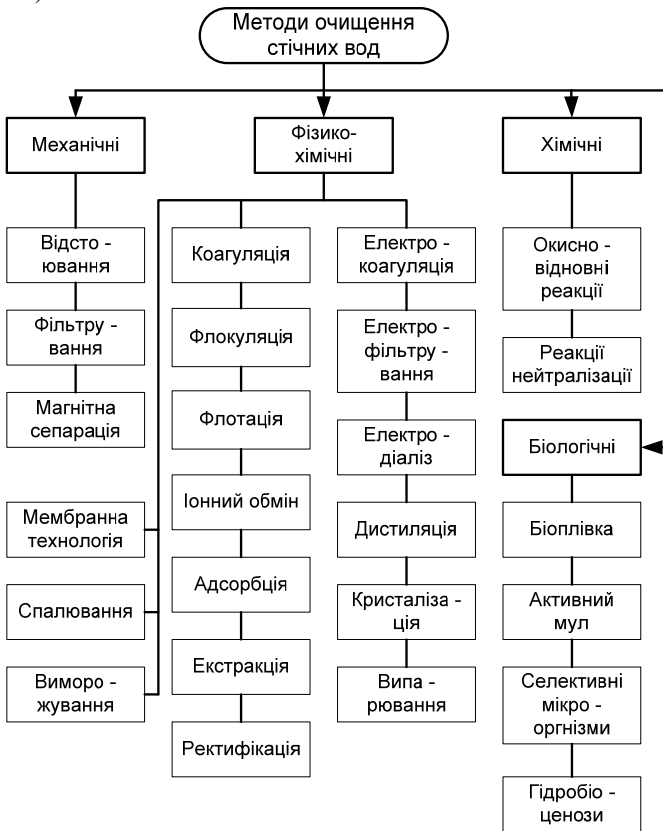 )
Методи очищення
стічних вод
Механічні
Фізико-
хімічні
Хімічні
Відсто -
ювання
Фільтру -
вання
Магнітна
сепарація
Мембранна
технологія
Спалювання
Виморо -
жування
Коагуляція
Флокуляція
Флотація
Іонний обмін
Адсорбція
Екстракція
Ректифікація
Електро -
коагуляція
Електро -
фільтру -
вання
Електро -
діаліз
Дистиляція
Кристаліза -
ція
Випа -
рювання
Окисно -
відновні
реакції
Реакції
нейтралізації
Біологічні
Біоплівка
Активний
мул
Селективні
мікро -
оргнізми
Гідробіо -
ценози